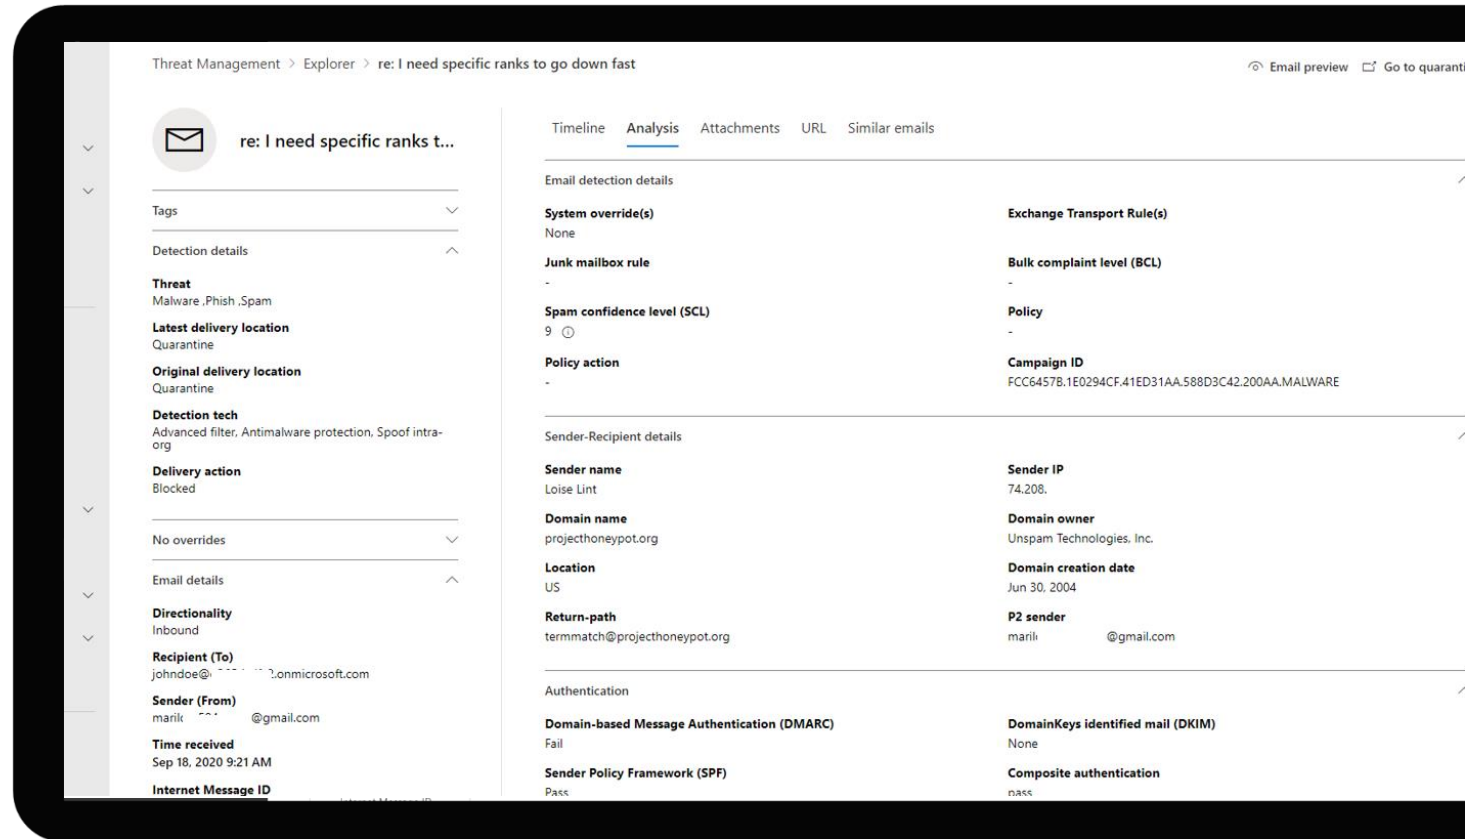 Threat Management > Explorer > re: I need specific ranks to go down fast
Email preview Go to quaranti
re: I need specific ranks t...
Tags
Detection details
Threat
Malware ,Phish ,Spam
Latest delivery location
Quarantine
Original delivery location
Quarantine
Detection tech
Advanced filter, Antimalware protection, Spoof intra-
org
Delivery action
Blocked
No overrides
Email details
Directionality
Inbound
Recipient (To)
johndoe@ .onmicrosoft.com
Sender (From)
@gmail.com
Time received
Sep 18, 2020 9:21 AM
Internet Message ID
Timeline Analysis Attachments URL Similar emails
Email detection details
System override(s)
None
Exchange Transport Rule(s)
Junk mailbox rule
-
Bulk complaint level (BCL)
-
Spam confidence level (SCL)
9
Policy
-
Policy action
-
Campaign ID
FCC6457B.1E0294CF.41ED31AA.588D3C42.200AA.MALWARE
Sender-Recipient details
Sender name
Loise Lint
Sender IP
74.208.
Domain name
projecthoneypot.org
Domain owner
Unspam Technologies, Inc.
Location
US
Domain creation date
Jun 30, 2004
Return-path
termmatch@projecthoneypot.org
P2 sender
@gmail.com
Authentication
Domain-based Message Authentication (DMARC)
Fail
DomainKeys identified mail (DKIM)
None
Sender Policy Framework (SPF)
Pass
Composite authentication
pass